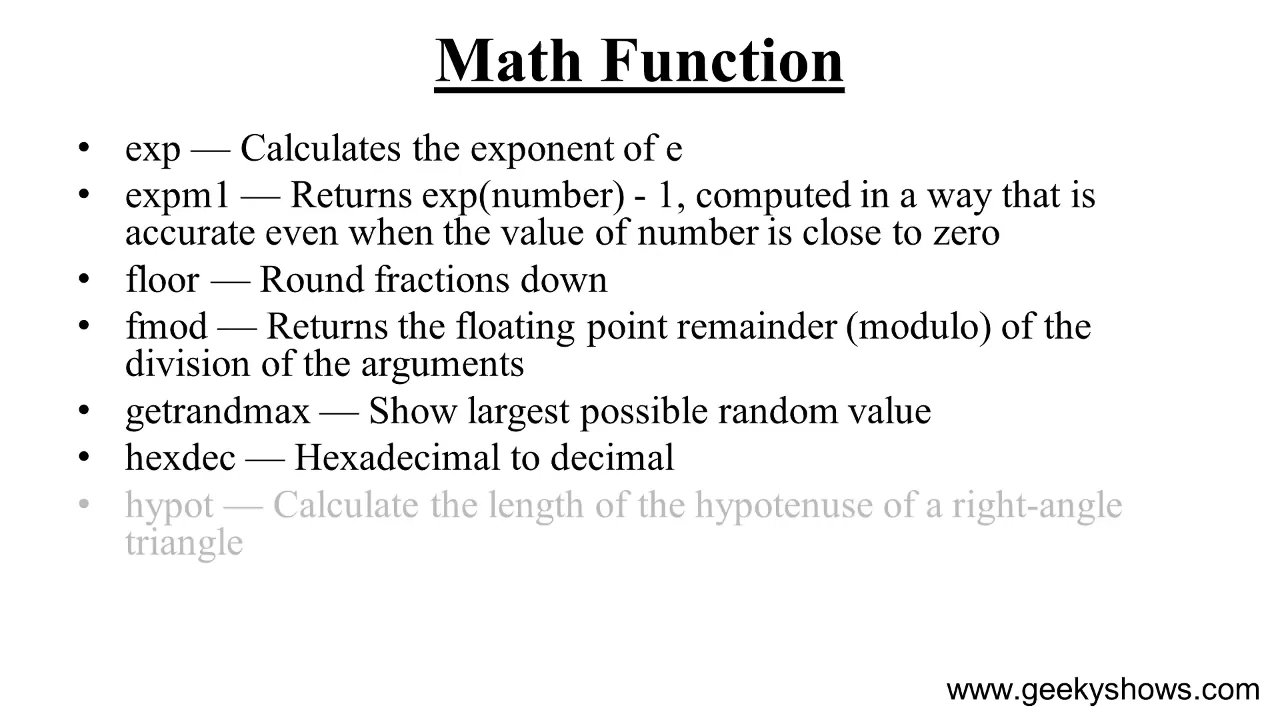 Math Function
• exp — Calculates the exponent of e
• expm1 — Returns exp(number) - 1, computed in a way that is
accurate even when the value of number is close to zero
• floor — Round fractions down
• fmod — Returns the floating point remainder (modulo) of the
division of the arguments
• getrandmax — Show largest possible random value
• hexdec — Hexadecimal to decimal
• hypot — Calculate the length of the hypotenuse of a right-angle
triangle
www.geekyshows.com